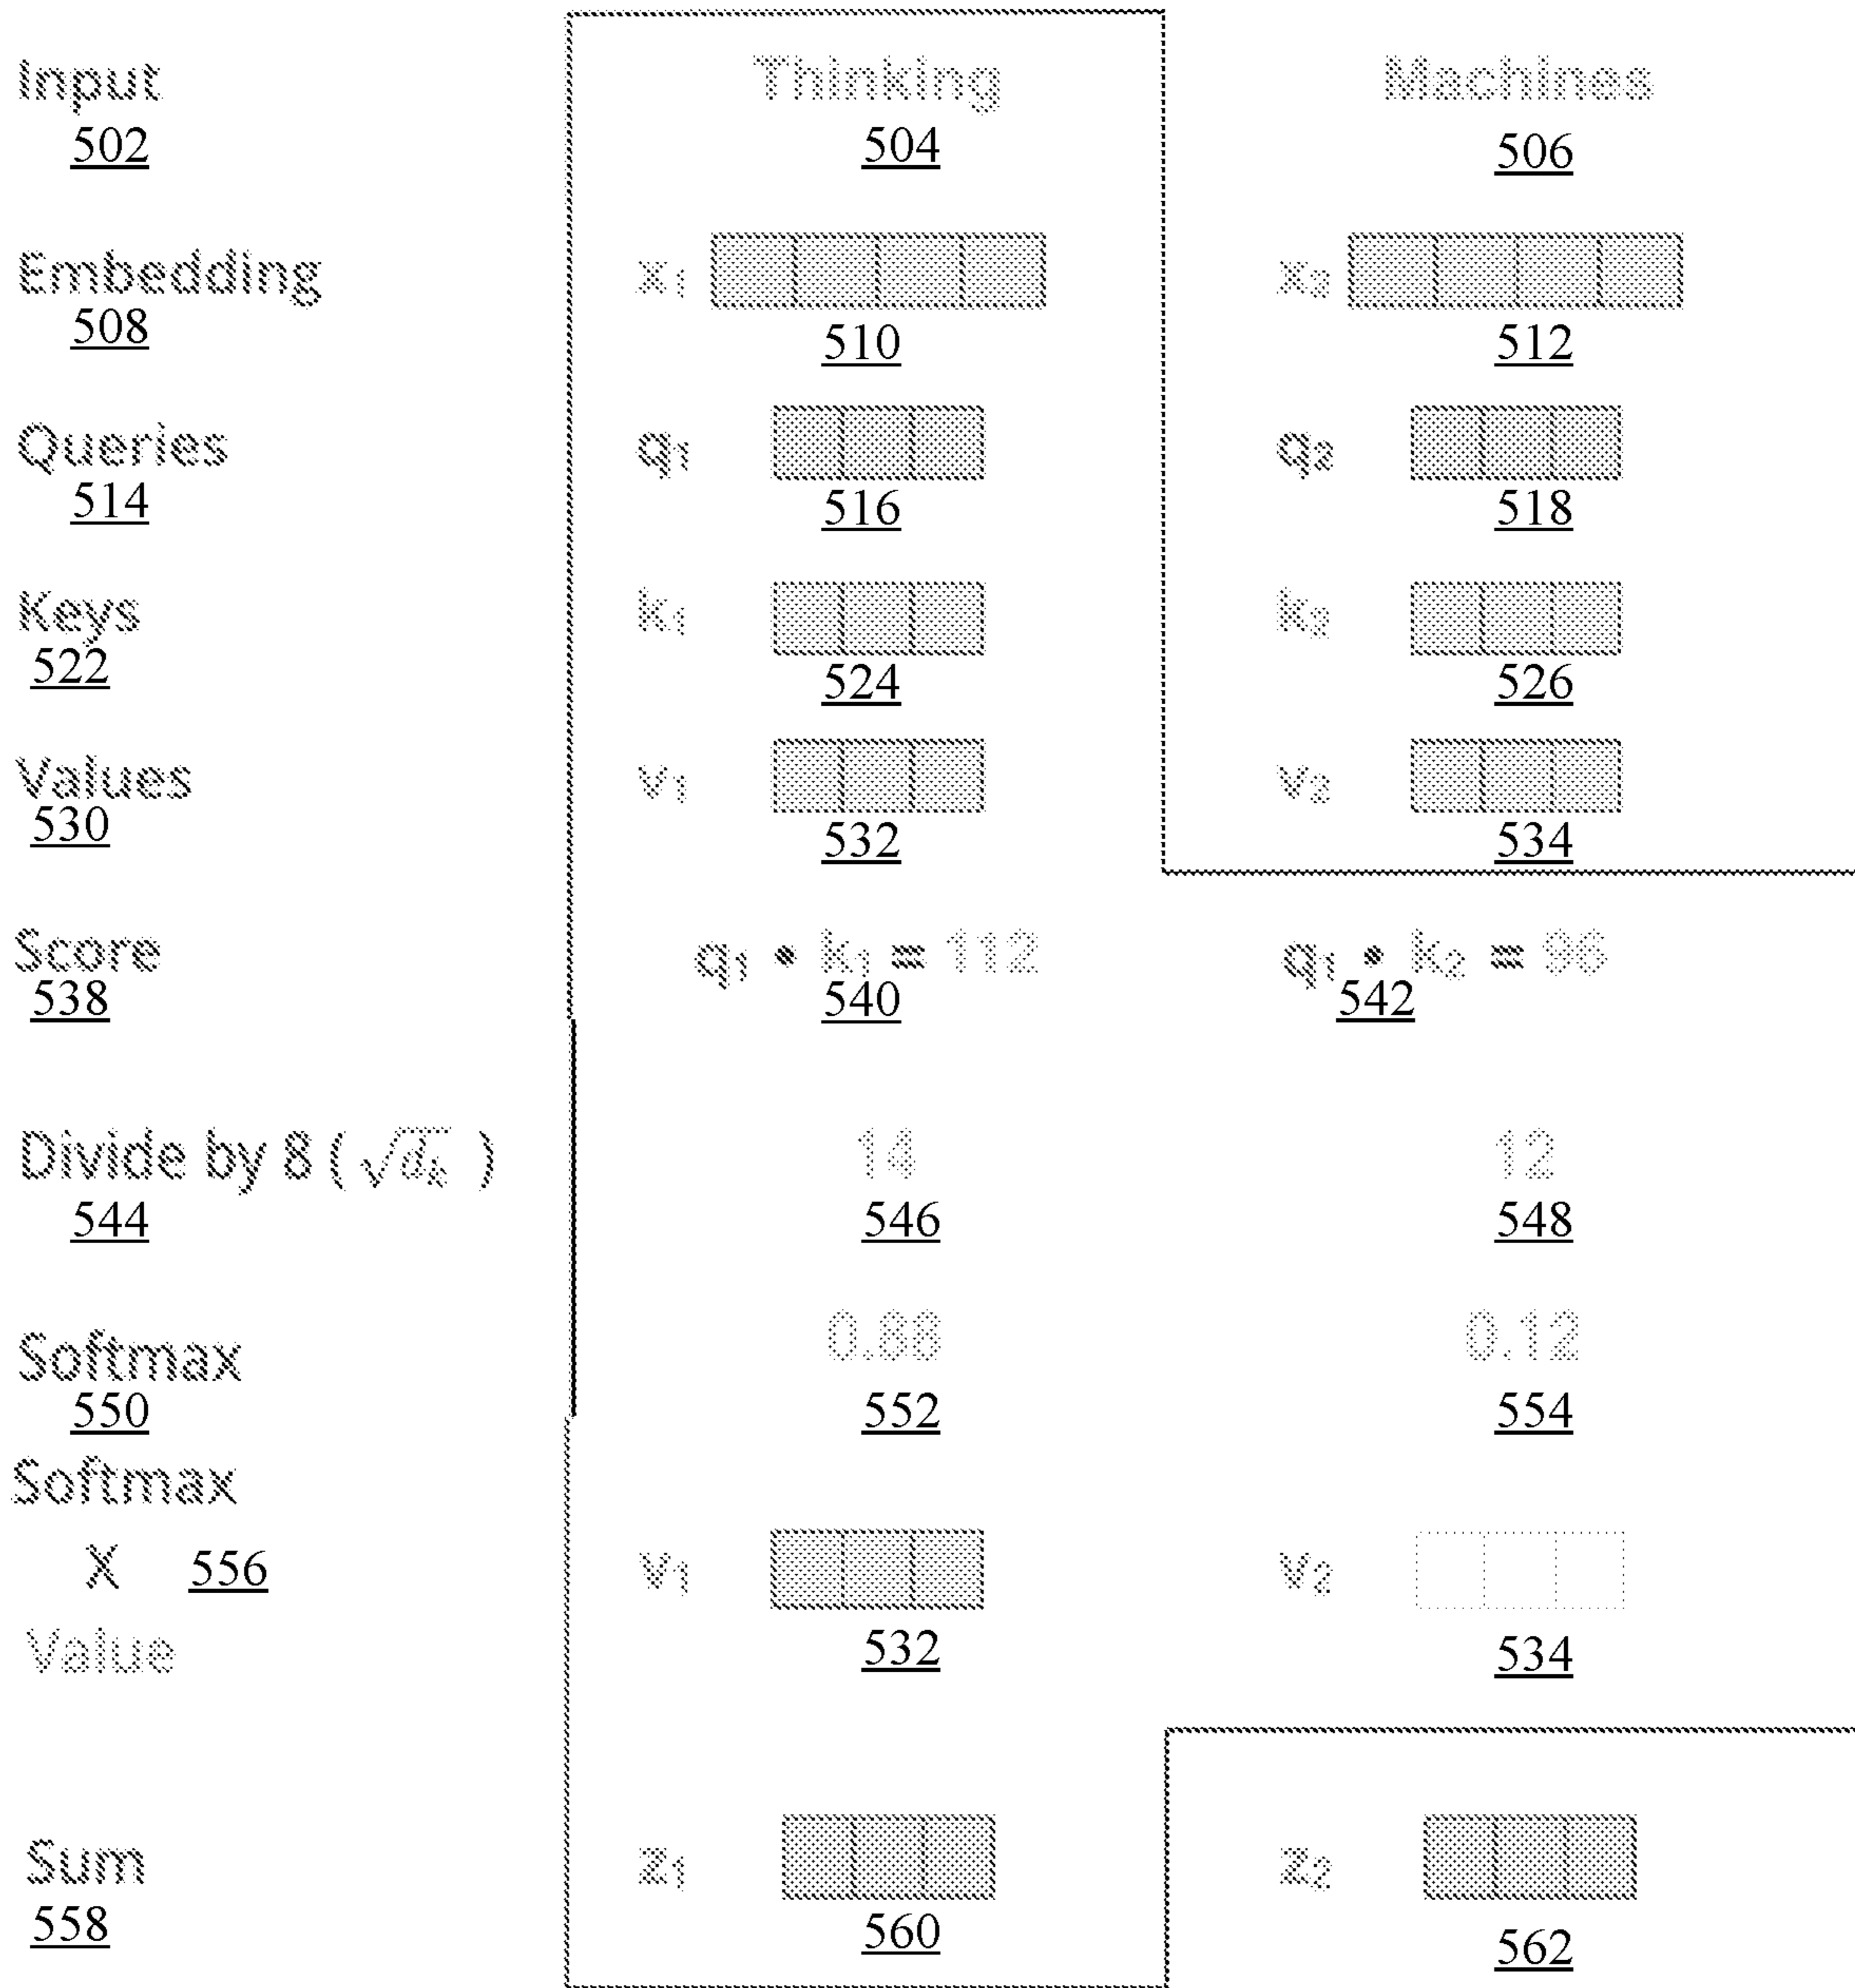 Input Thinking Machines
502 504 506
Embedding x₁ x₂
508 510 512
Queries q₁ q₂
514 516 518
Keys k₁ k₂
522 524 526
Values v₁ v₂
530 532 534
Score q₁ • k₁ = 112 q₁ • k₂ = 96
538 540 542
Divide by 8 ( √dₖ ) 14 12
544 546 548
Softmax 0.88 0.12
550 552 554
Softmax
X 556 v₁ v₂
Value 532 534
Sum z₁ z₂
558 560 562